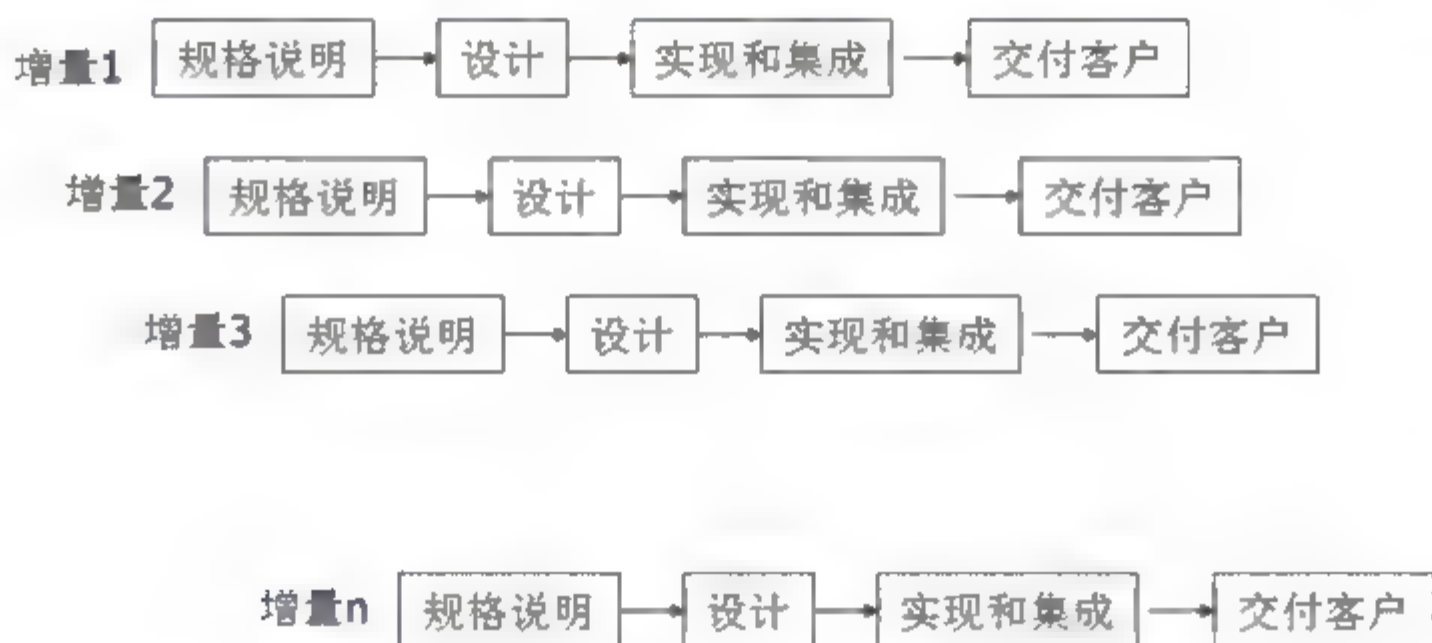 增量1 规格说明 设计 实现和集成 交付客户
增量2 规格说明 设计 实现和集成 交付客户
增量3 规格说明 设计 实现和集成 交付客户
增量n 规格说明 设计 实现和集成 交付客户